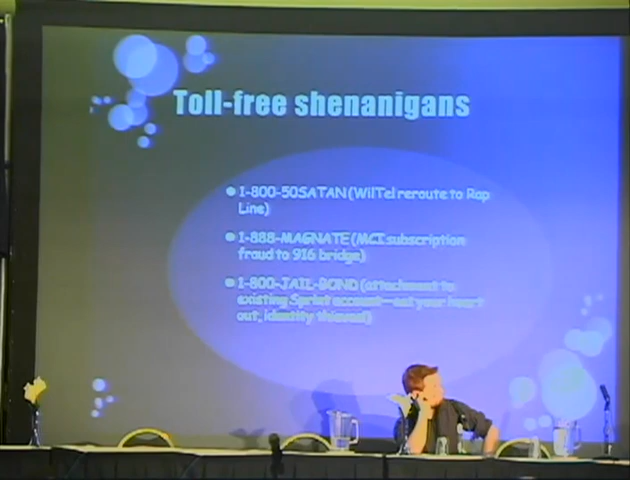 Toll-free shenanigans
1-800-50SATAN (WilTel reroute to Rap
Line)
1-888-MAGNATE (MCI subscription
fraud to 916 bridge)
1-800-JAIL-BOND (attachment to
existing Sprint account—eat your heart
out, identity thieves!)